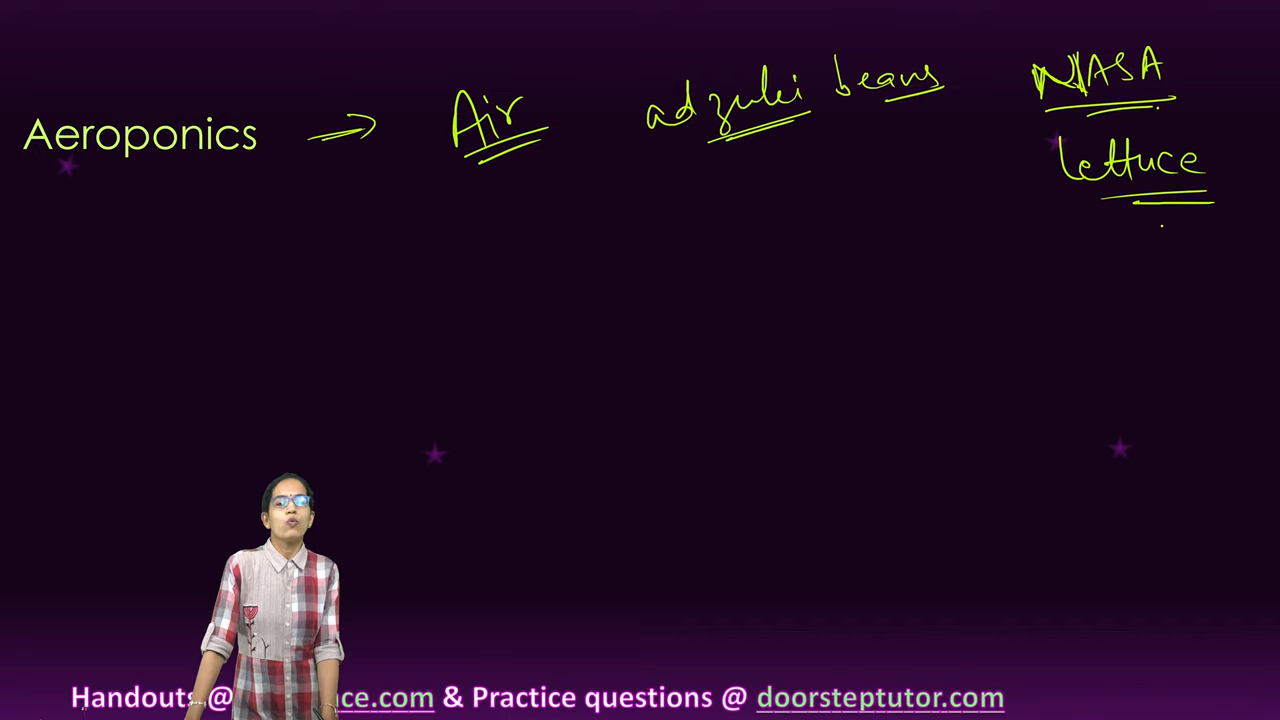 Aeroponics Air adzuki beans NASA
lettuce
Handouts @ ce.com & Practice questions @ doorsteptutor.com